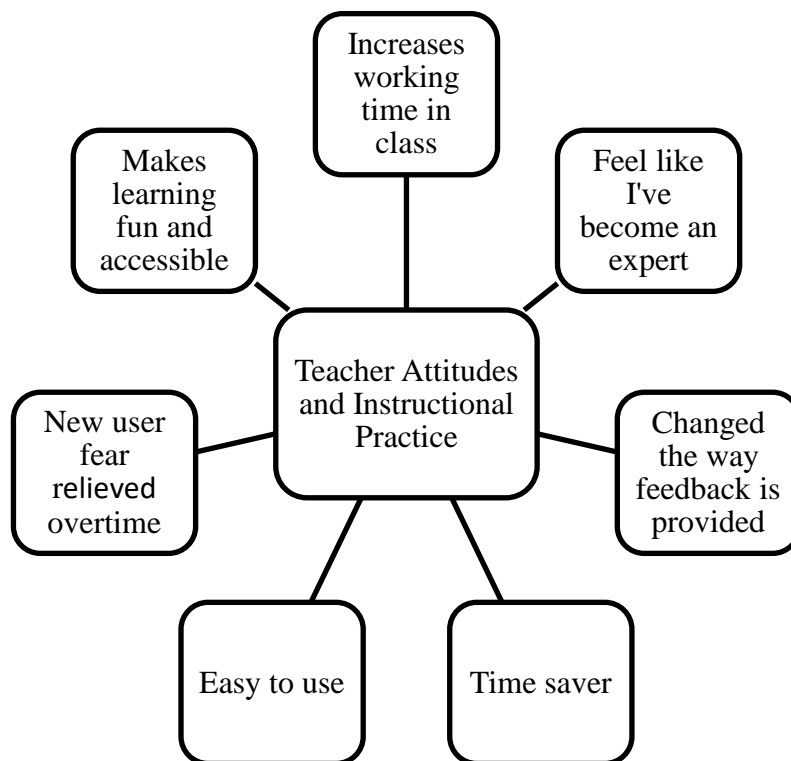 Increases
working
time in
class
Makes
learning
fun and
accessible
Feel like
I've
become an
expert
Teacher Attitudes
and Instructional
Practice
New user
fear
relieved
overtime
Changed
the way
feedback is
provided
Easy to use
Time saver